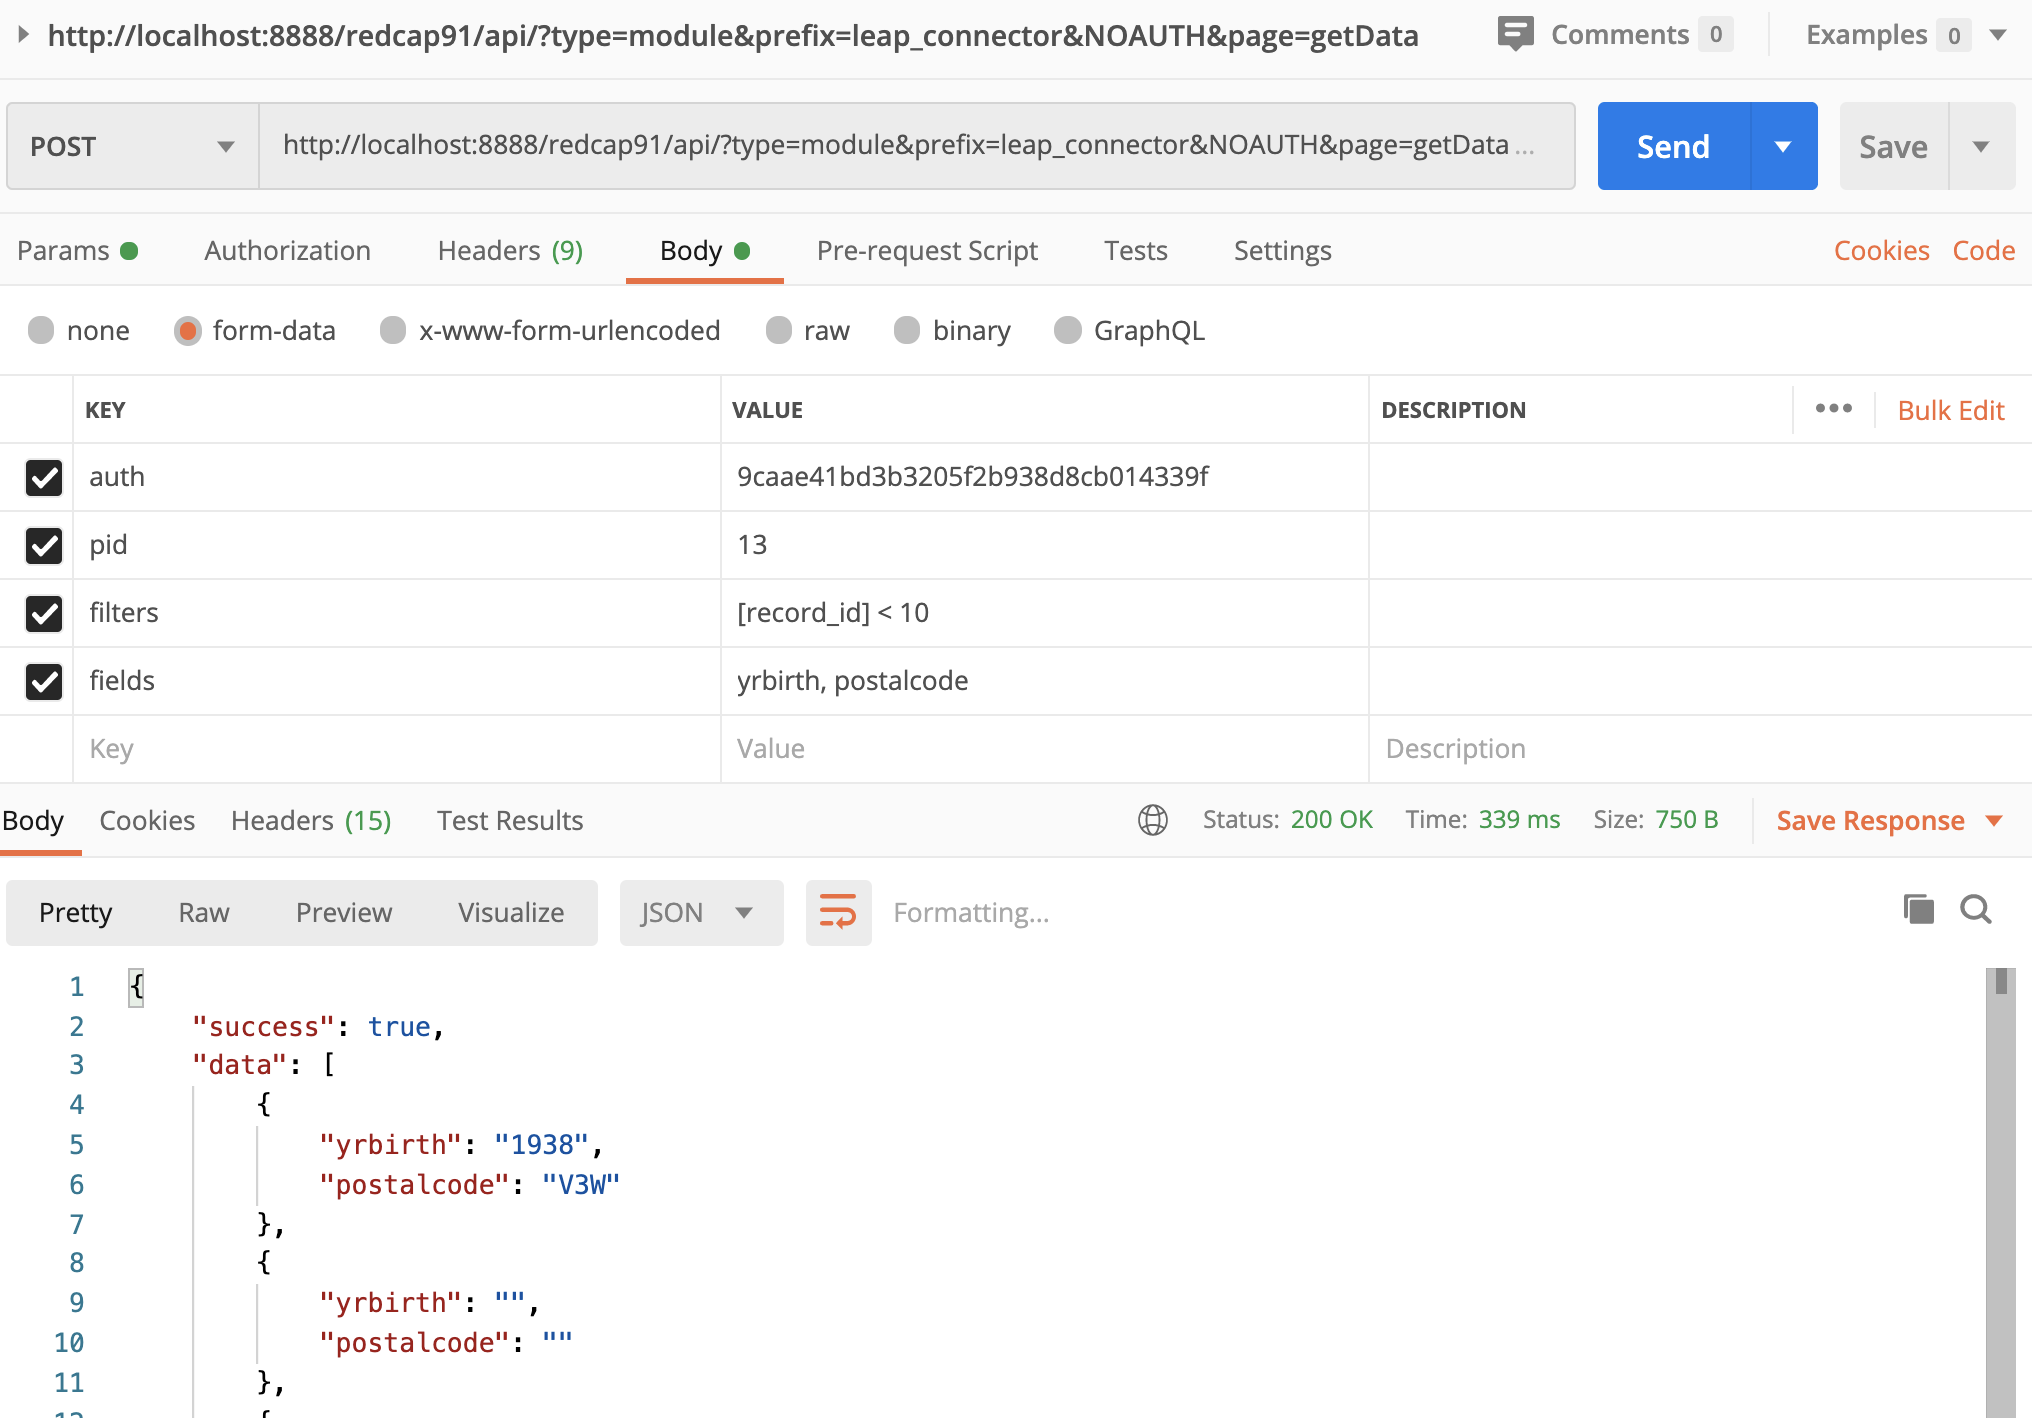 http://localhost:8888/redcap91/api/?type=module&prefix=leap_connector&NOAUTH&page=getData Comments 0 Examples 0
POST http://localhost:8888/redcap91/api/?type=module&prefix=leap_connector&NOAUTH&page=getData ... Send Save
Params Authorization Headers (9) Body Pre-request Script Tests Settings Cookies Code
none form-data x-www-form-urlencoded raw binary GraphQL
KEY VALUE DESCRIPTION ••• Bulk Edit
auth 9caae41bd3b3205f2b938d8cb014339f
pid 13
filters [record_id] < 10
fields yrbirth, postalcode
Key Value Description
Body Cookies Headers (15) Test Results Status: 200 OK Time: 339 ms Size: 750 B Save Response
Pretty Raw Preview Visualize JSON Formatting...
1 {
2 "success": true,
3 "data": [
4 {
5 "yrbirth": "1938",
6 "postalcode": "V3W"
7 },
8 {
9 "yrbirth": "",
10 "postalcode": ""
11 },
12 {